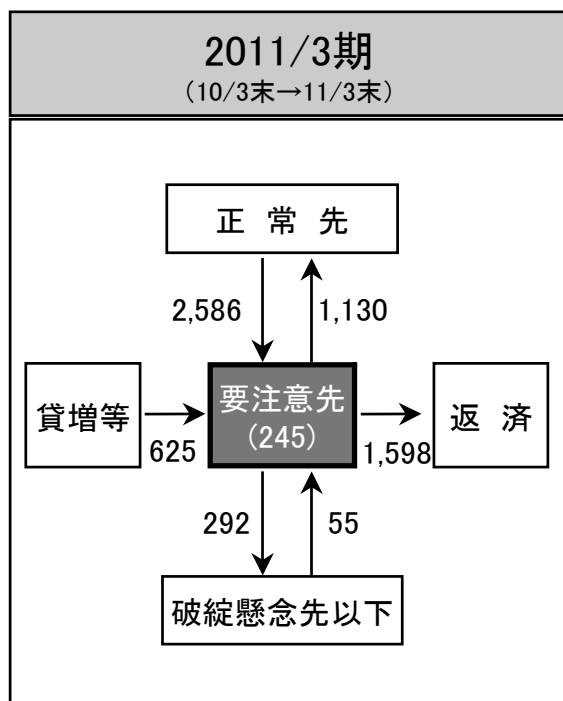 2011/3期
（10/3末→11/3末）
正 常 先
2,586
1,130
貸増等
625
要注意先
(245)
返 済
1,598
292
55
破綻懸念先以下